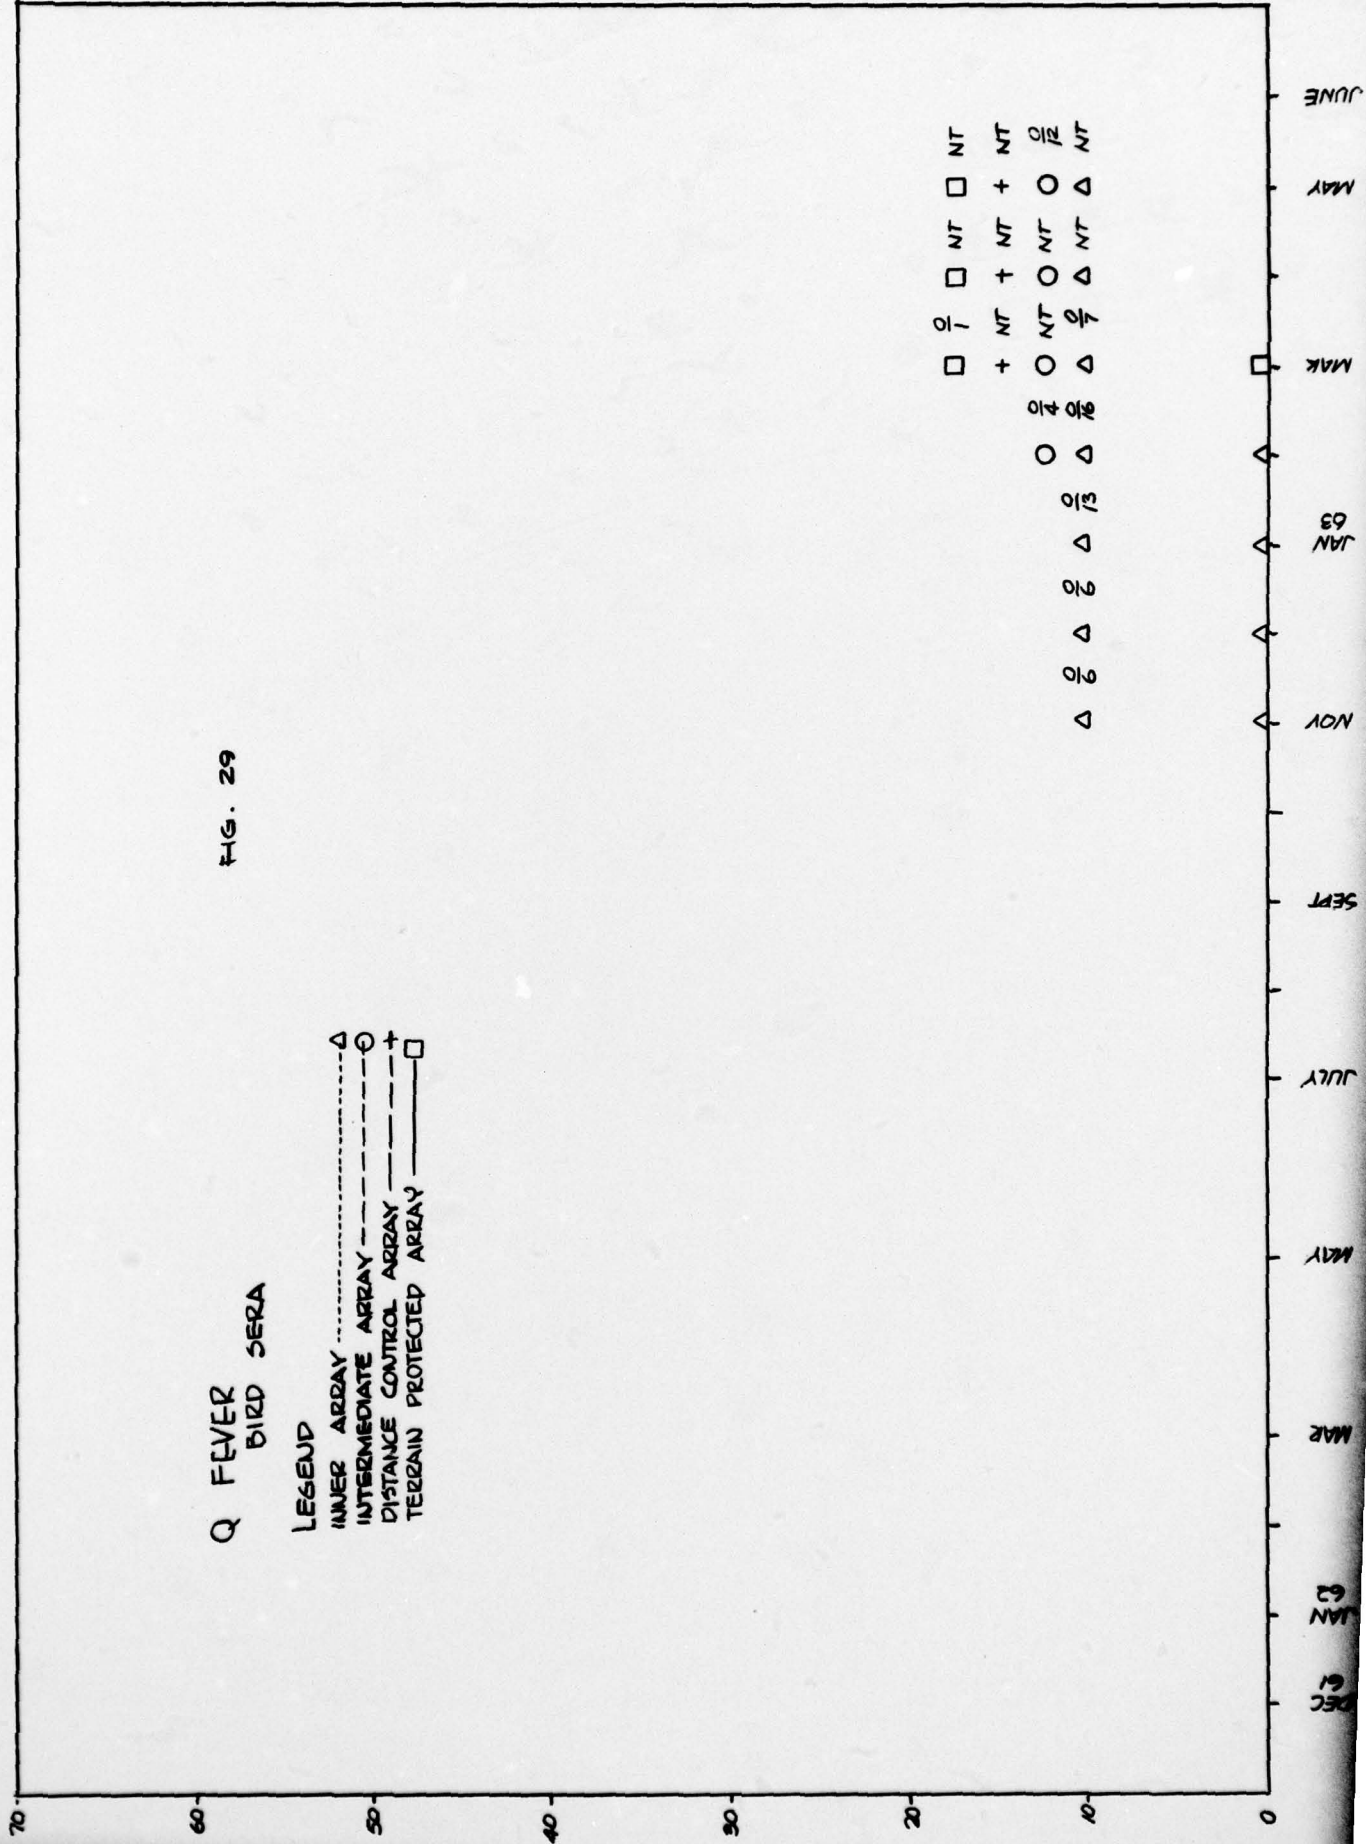 FIG. 29
Q FEVER
BIRD SERA
LEGEND
INNER ARRAY
INTERMEDIATE ARRAY
DISTANCE CONTROL ARRAY
TERRAIN PROTECTED ARRAY
70
60
50
40
30
20
10
0
0/1 NT NT
NT NT NT
0/4 NT NT 0/12
0/6 0/6 0/13 0/16 0/7 NT NT
DEC
61
JAN
62
MAR
MAY
JULY
SEPT
NOV
JAN
63
MAR
MAY
JUNE